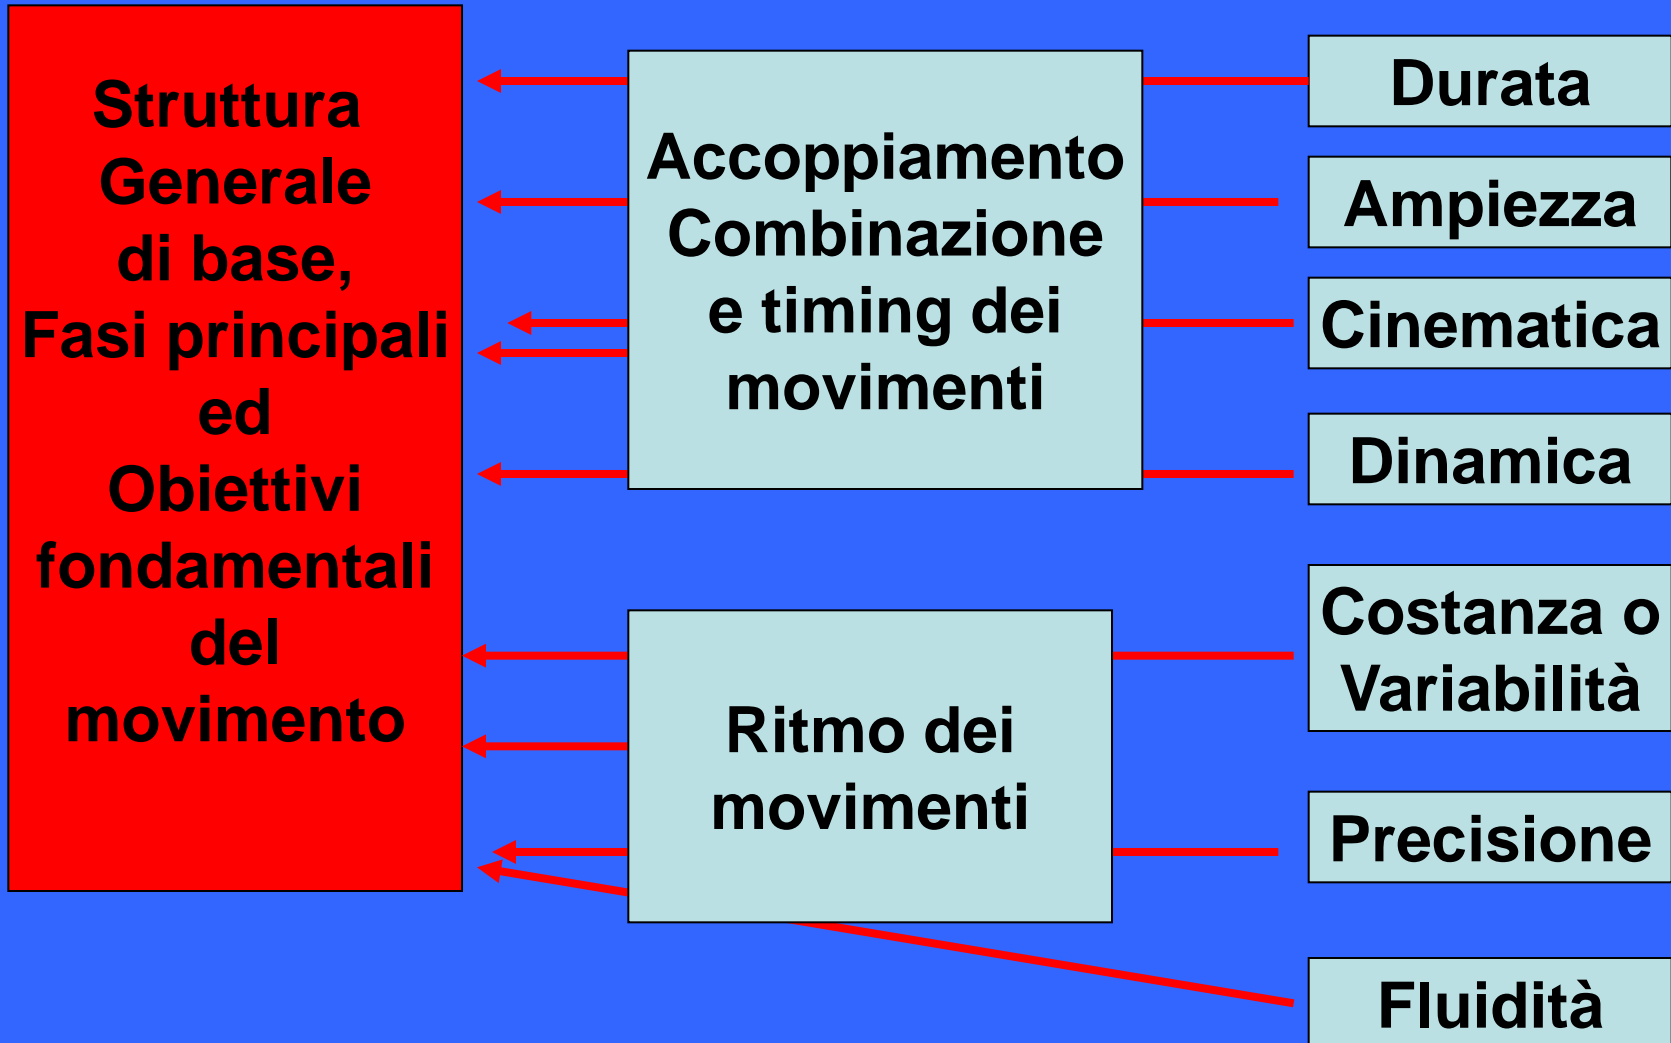 Struttura
Generale
di base,
Fasi principali
ed
Obiettivi
fondamentali
del
movimento
Accoppiamento
Combinazione
e timing dei
movimenti
Ritmo dei
movimenti
Durata
Ampiezza
Cinematica
Dinamica
Costanza o
Variabilità
Precisione
Fluidità